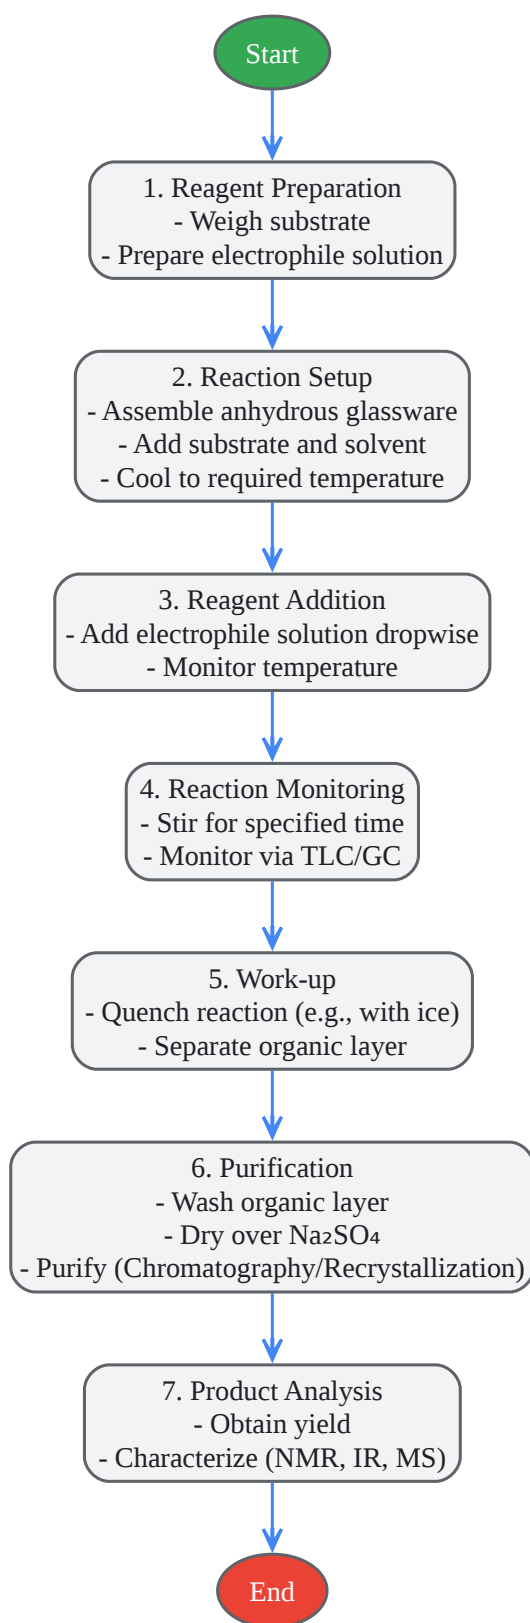 Start
1. Reagent Preparation
- Weigh substrate
- Prepare electrophile solution
2. Reaction Setup
- Assemble anhydrous glassware
- Add substrate and solvent
- Cool to required temperature
3. Reagent Addition
- Add electrophile solution dropwise
- Monitor temperature
4. Reaction Monitoring
- Stir for specified time
- Monitor via TLC/GC
5. Work-up
- Quench reaction (e.g., with ice)
- Separate organic layer
6. Purification
- Wash organic layer
- Dry over Na₂SO₄
- Purify (Chromatography/Recrystallization)
7. Product Analysis
- Obtain yield
- Characterize (NMR, IR, MS)
End